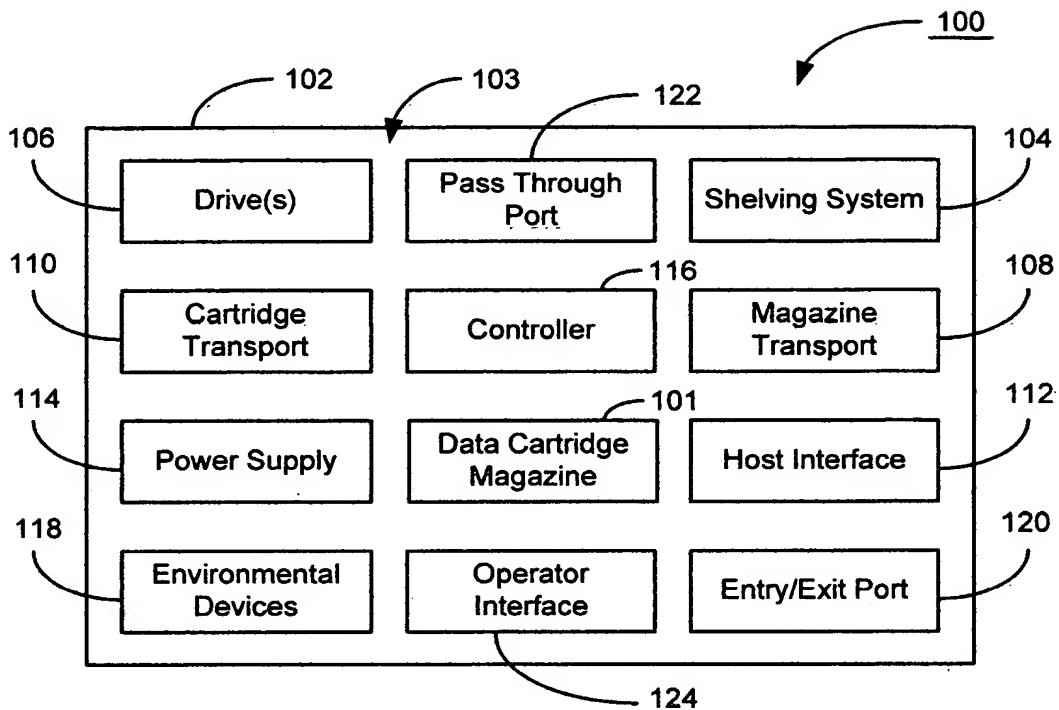 100
102
103
122
106
104
Drive(s)
Pass Through
Port
Shelving System
110
116
108
Cartridge
Transport
Controller
Magazine
Transport
114
101
112
Power Supply
Data Cartridge
Magazine
Host Interface
118
120
Environmental
Devices
Operator
Interface
Entry/Exit Port
124